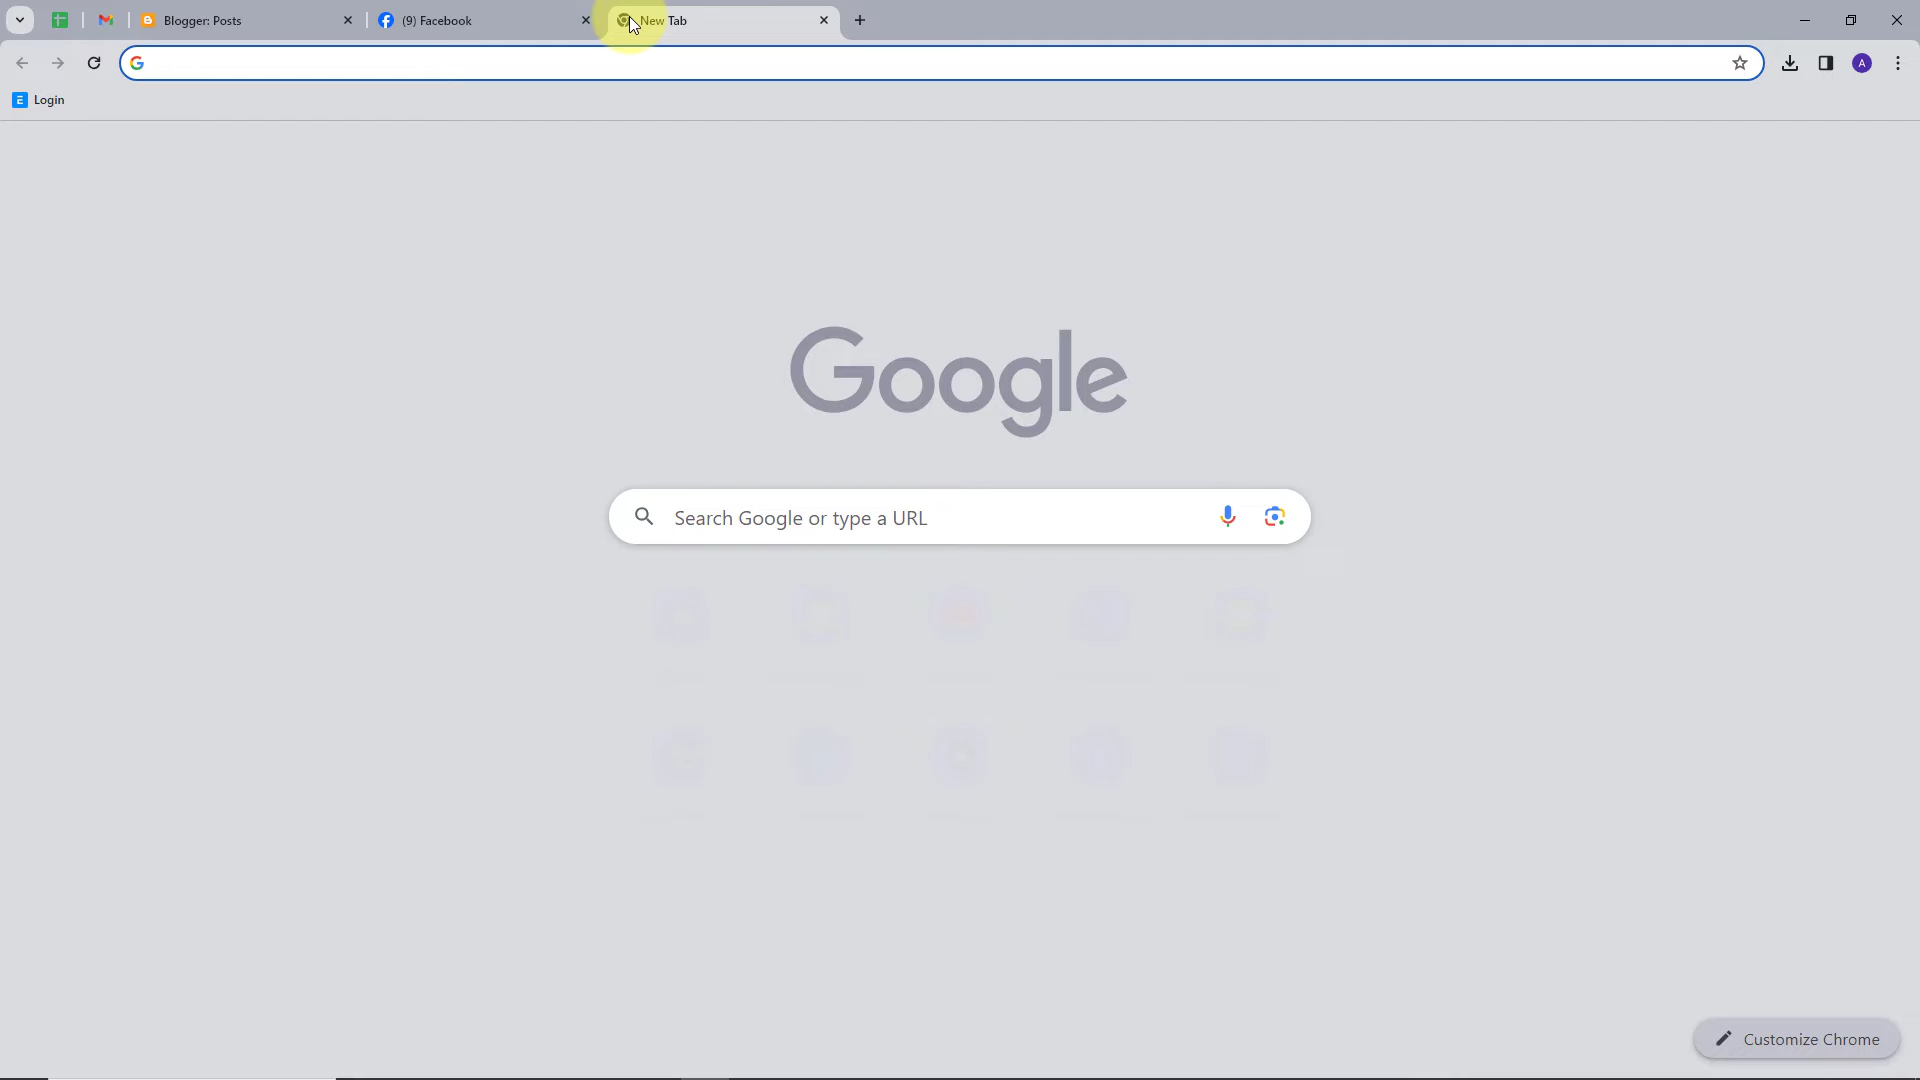 Blogger: Posts
(9) Facebook
New Tab
Login
Google
Search Google or type a URL
Customize Chrome